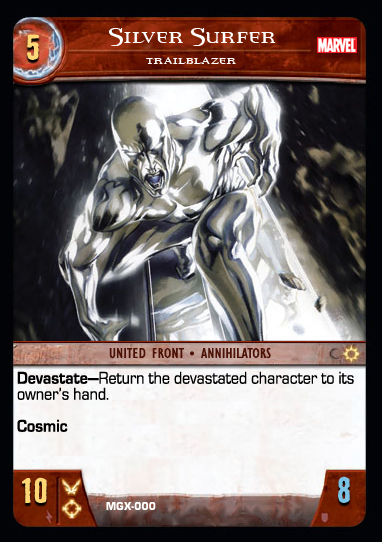 5
SILVER SURFER
TRAILBLAZER
MARVEL
UNITED FRONT • ANNIHILATORS
Devastate—Return the devastated character to its
owner's hand.
Cosmic
10
MGX-000
8